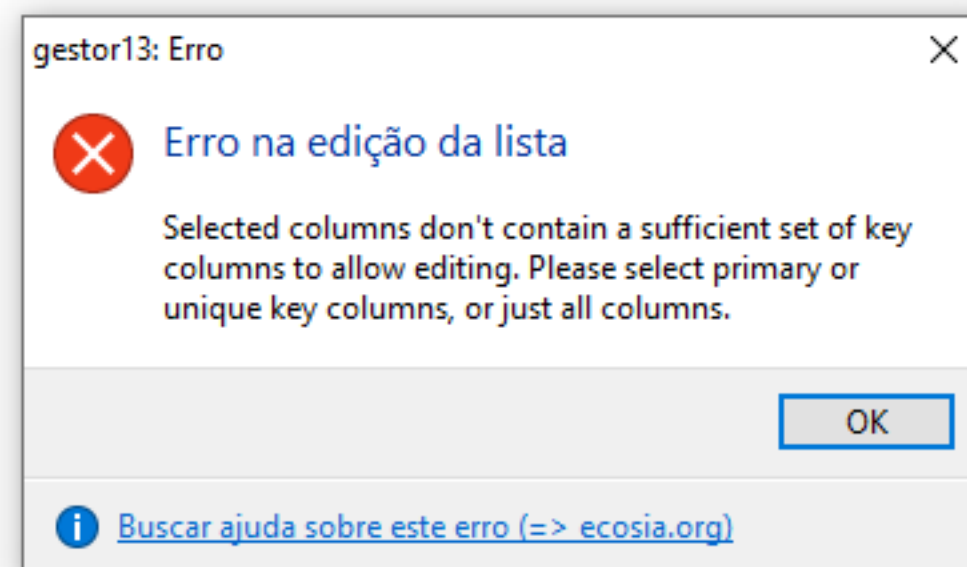 gestor13: Erro
Erro na edição da lista
Selected columns don't contain a sufficient set of key
columns to allow editing. Please select primary or
unique key columns, or just all columns.
OK
Buscar ajuda sobre este erro (=> ecosia.org)